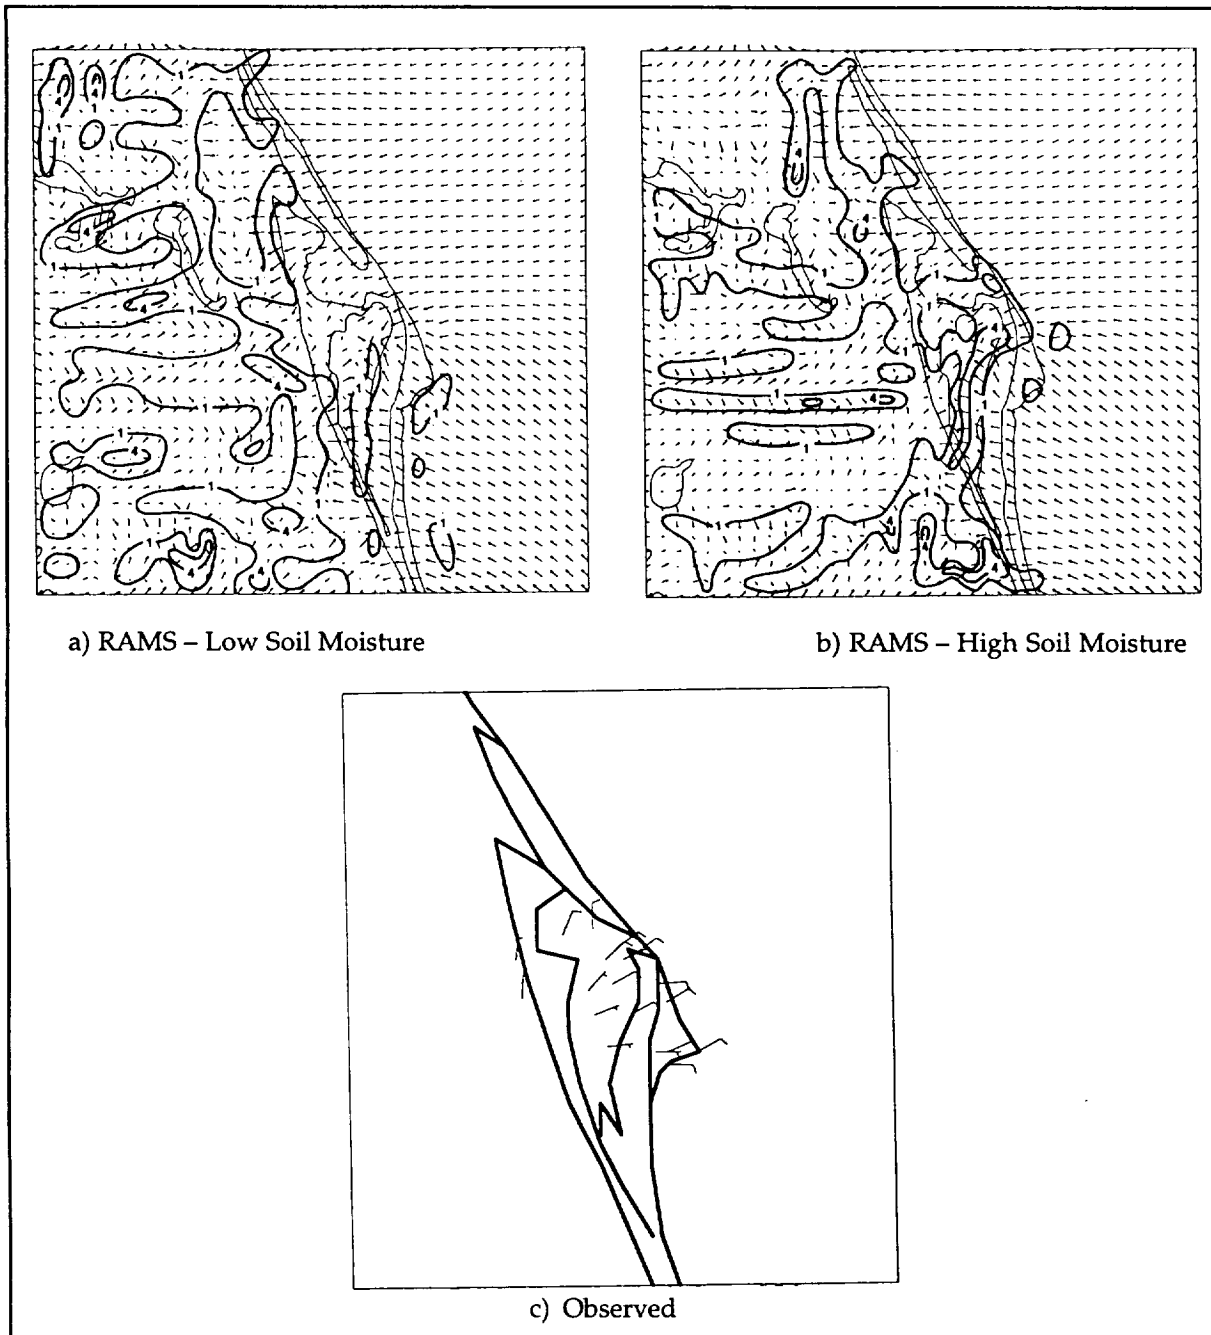 a) RAMS – Low Soil Moisture
b) RAMS – High Soil Moisture
c) Observed